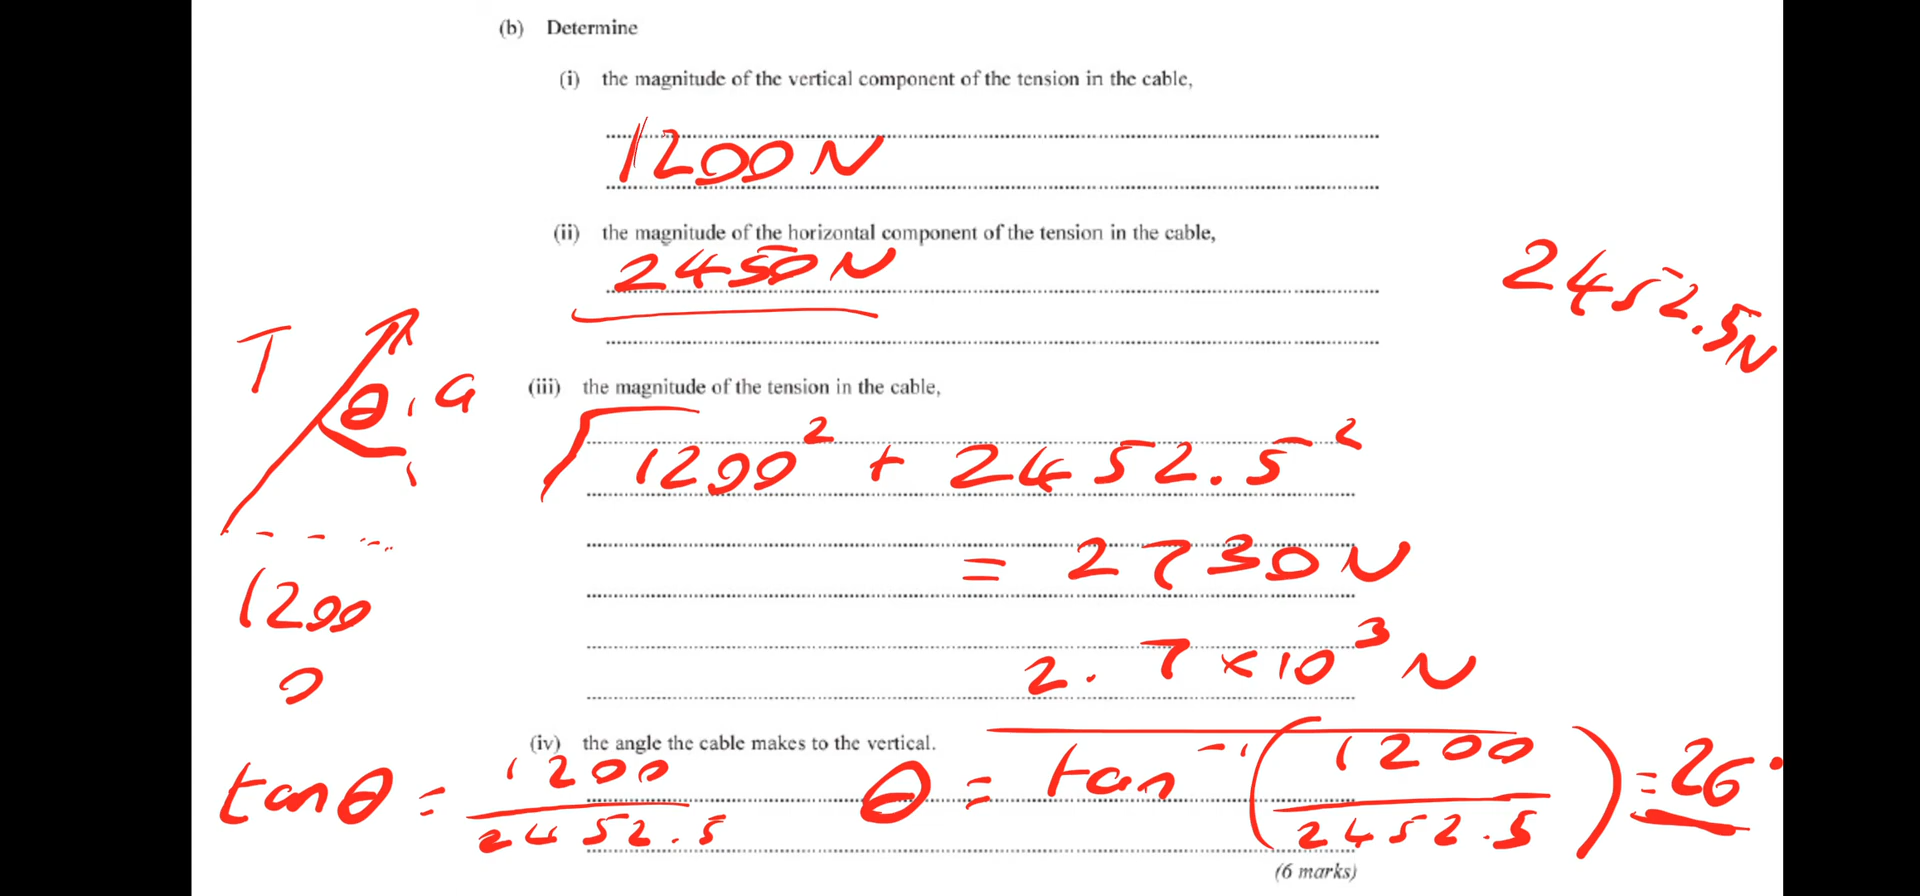 (b) Determine
(i) the magnitude of the vertical component of the tension in the cable,
1200 N
(ii) the magnitude of the horizontal component of the tension in the cable,
2450 N
2452.5N
T
θ
a
(iii) the magnitude of the tension in the cable,
√1200² + 2452.5²
= 2730 N
1200
2.7 × 10³ N
(iv) the angle the cable makes to the vertical.
tan θ = 1200 / 2452.5 θ = tan⁻¹ (1200 / 2452.5) = 26°
(6 marks)